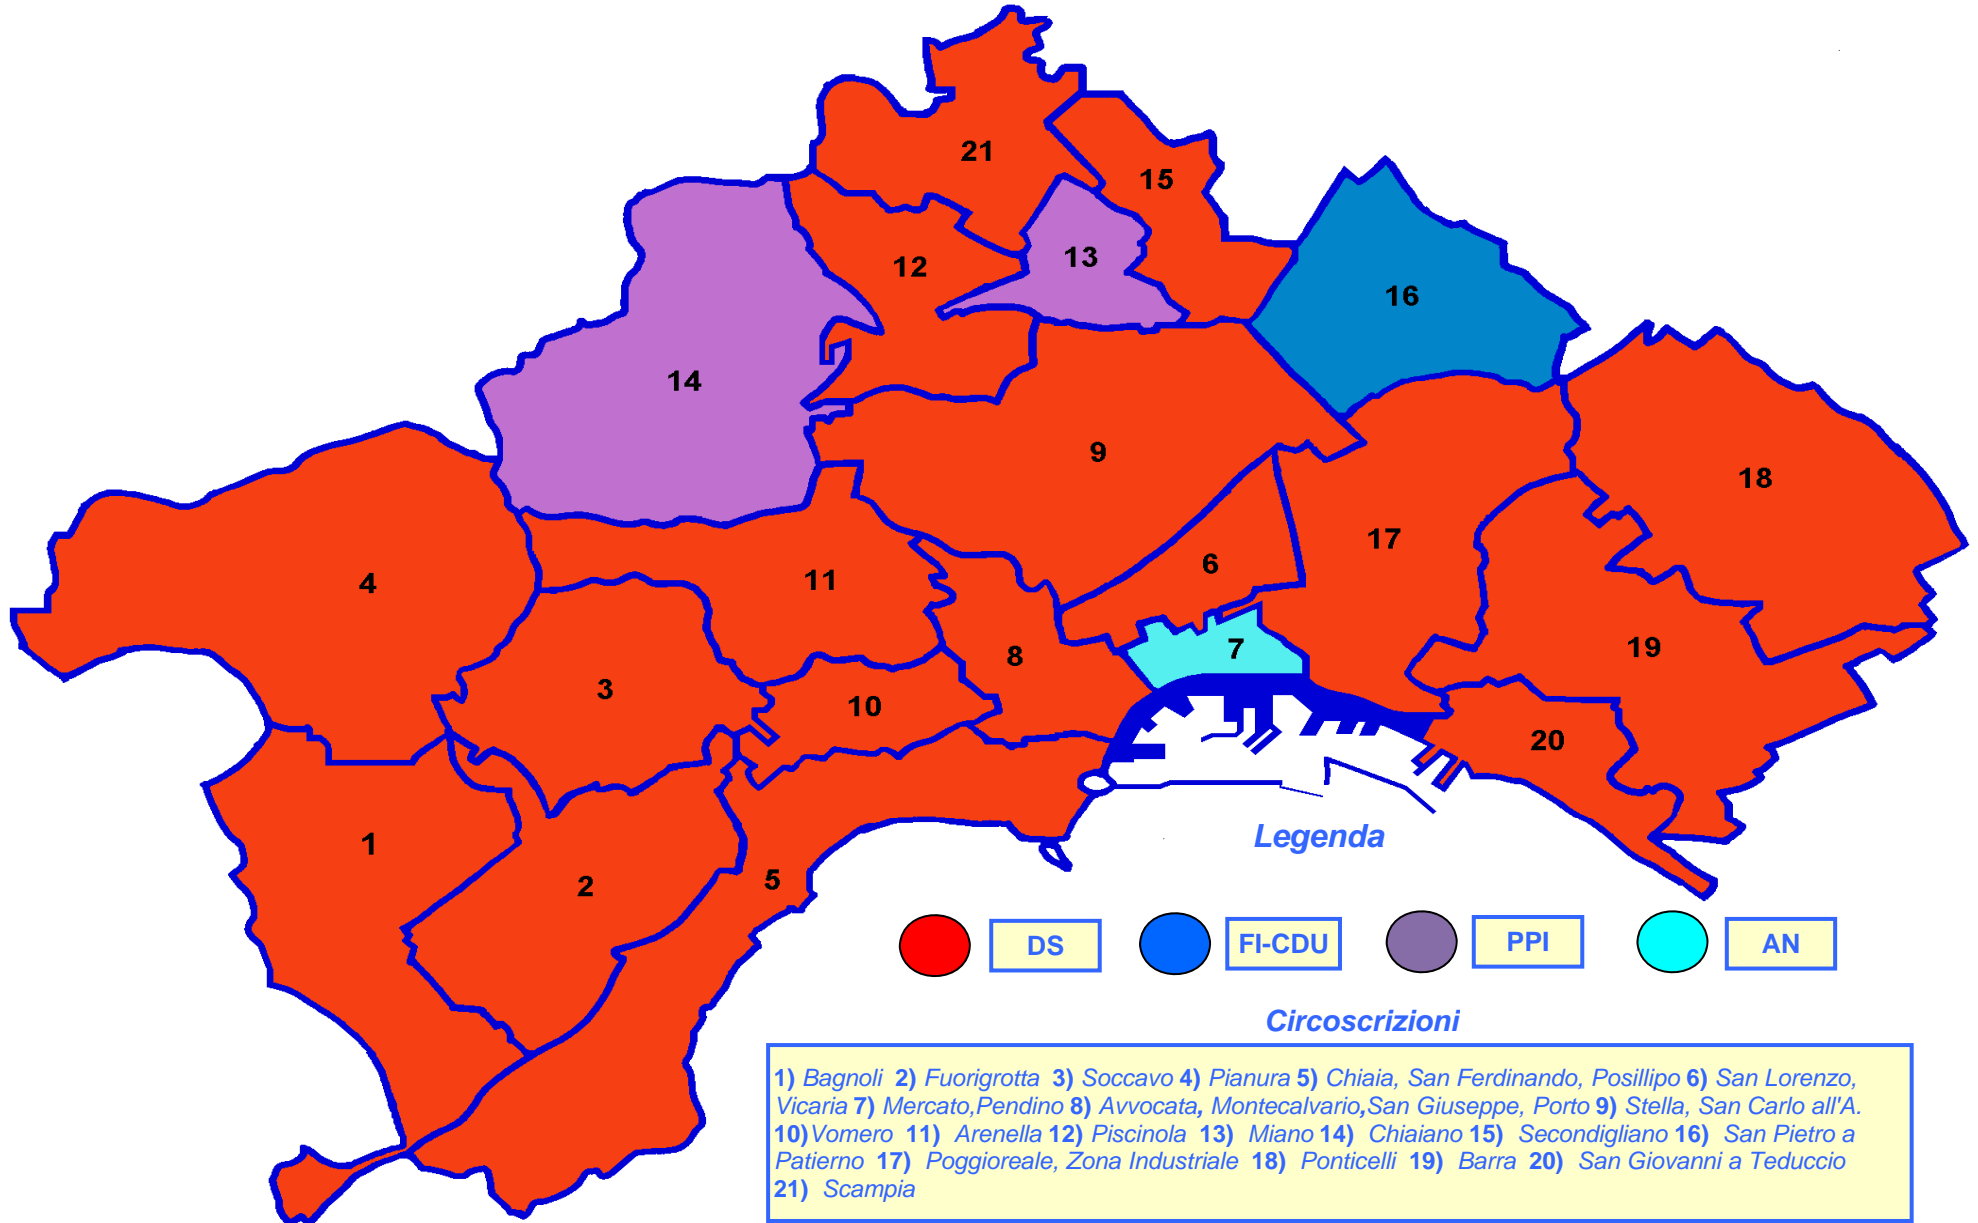 21
15
13
12
16
14
9
18
17
6
11
4
7
19
8
3
10
20
1
5
2
Legenda
DS FI-CDU PPI AN
Circoscrizioni
1) Bagnoli 2) Fuorigrotta 3) Soccavo 4) Pianura 5) Chiaia, San Ferdinando, Posillipo 6) San Lorenzo,
Vicaria 7) Mercato,Pendino 8) Avvocata, Montecalvario,San Giuseppe, Porto 9) Stella, San Carlo all'A.
10)Vomero 11) Arenella 12) Piscinola 13) Miano 14) Chiaiano 15) Secondigliano 16) San Pietro a
Patierno 17) Poggioreale, Zona Industriale 18) Ponticelli 19) Barra 20) San Giovanni a Teduccio
21) Scampia